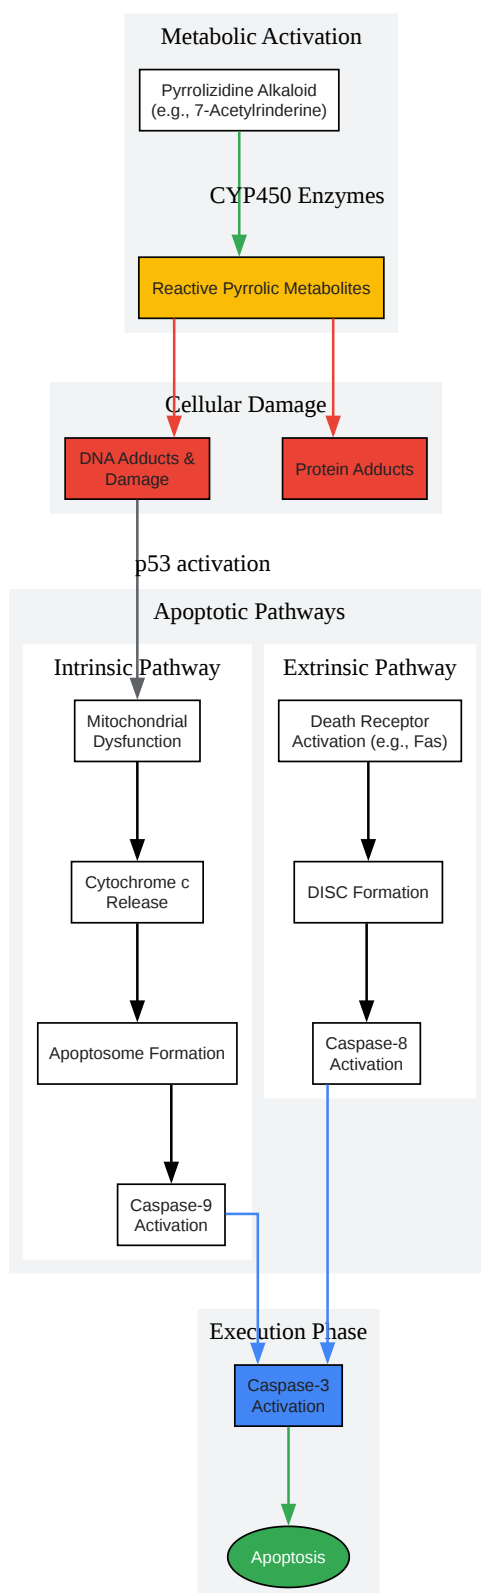 Metabolic Activation
Pyrrolizidine Alkaloid
(e.g., 7-Acetylrinderine)
CYP450 Enzymes
Reactive Pyrrolic Metabolites
Cellular Damage
DNA Adducts &
Damage
Protein Adducts
p53 activation
Apoptotic Pathways
Intrinsic Pathway
Mitochondrial
Dysfunction
Cytochrome c
Release
Apoptosome Formation
Caspase-9
Activation
Extrinsic Pathway
Death Receptor
Activation (e.g., Fas)
DISC Formation
Caspase-8
Activation
Execution Phase
Caspase-3
Activation
Apoptosis